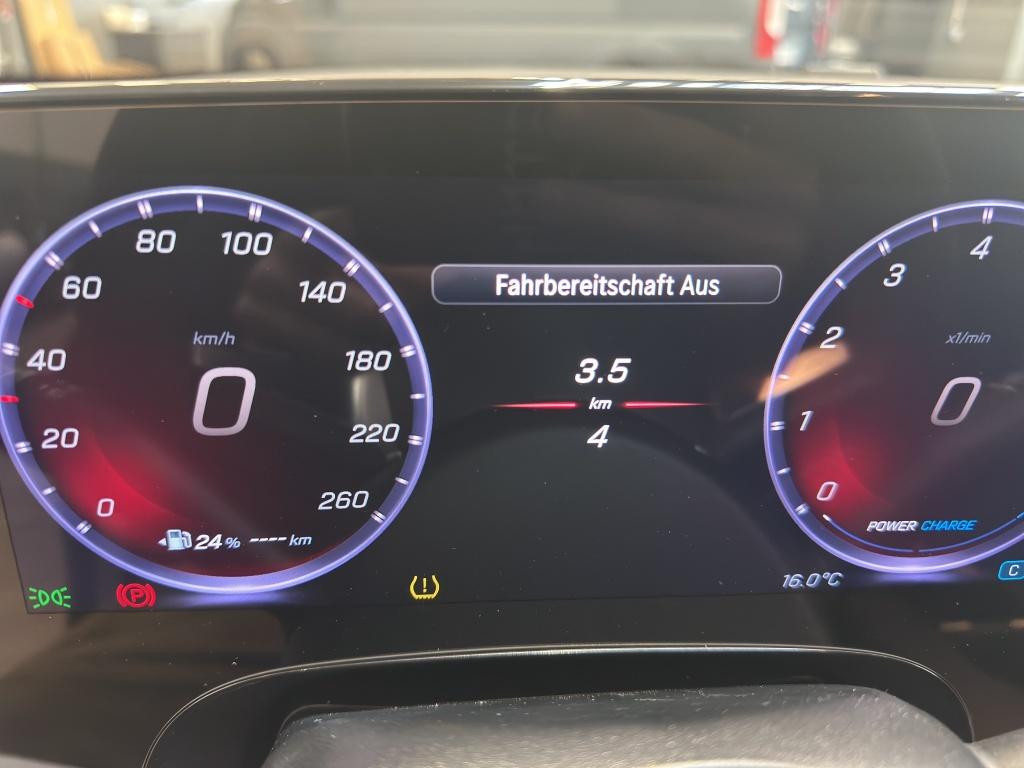 Fahrbereitschaft Aus
80 100
60 140
40 180
20 220
0 260
km/h
0
24 % ---- km
P
!
3.5
km
4
4
3
2
1
0
x1/min
0
POWER CHARGE
16.0°C
C